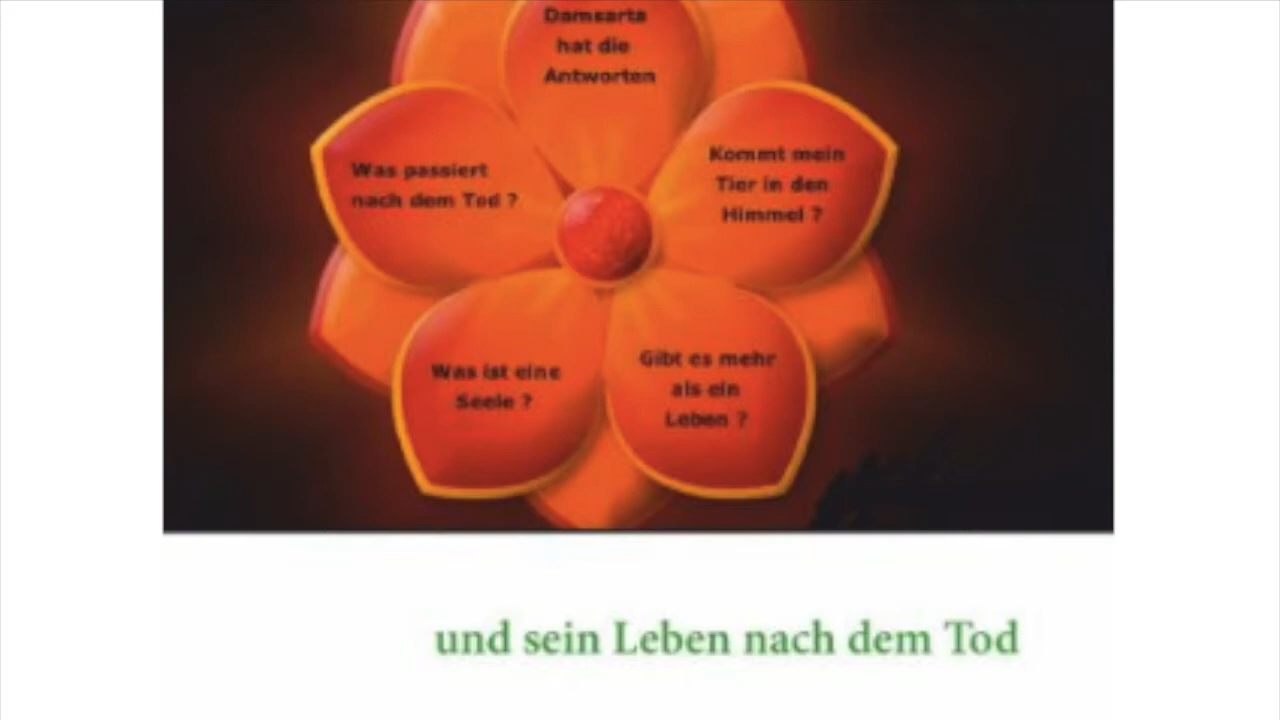 Damsarta
hat die
Antworten
Was passiert
nach dem Tod ?
Kommt mein
Tier in den
Himmel ?
Was ist eine
Seele ?
Gibt es mehr
als ein
Leben ?
und sein Leben nach dem Tod